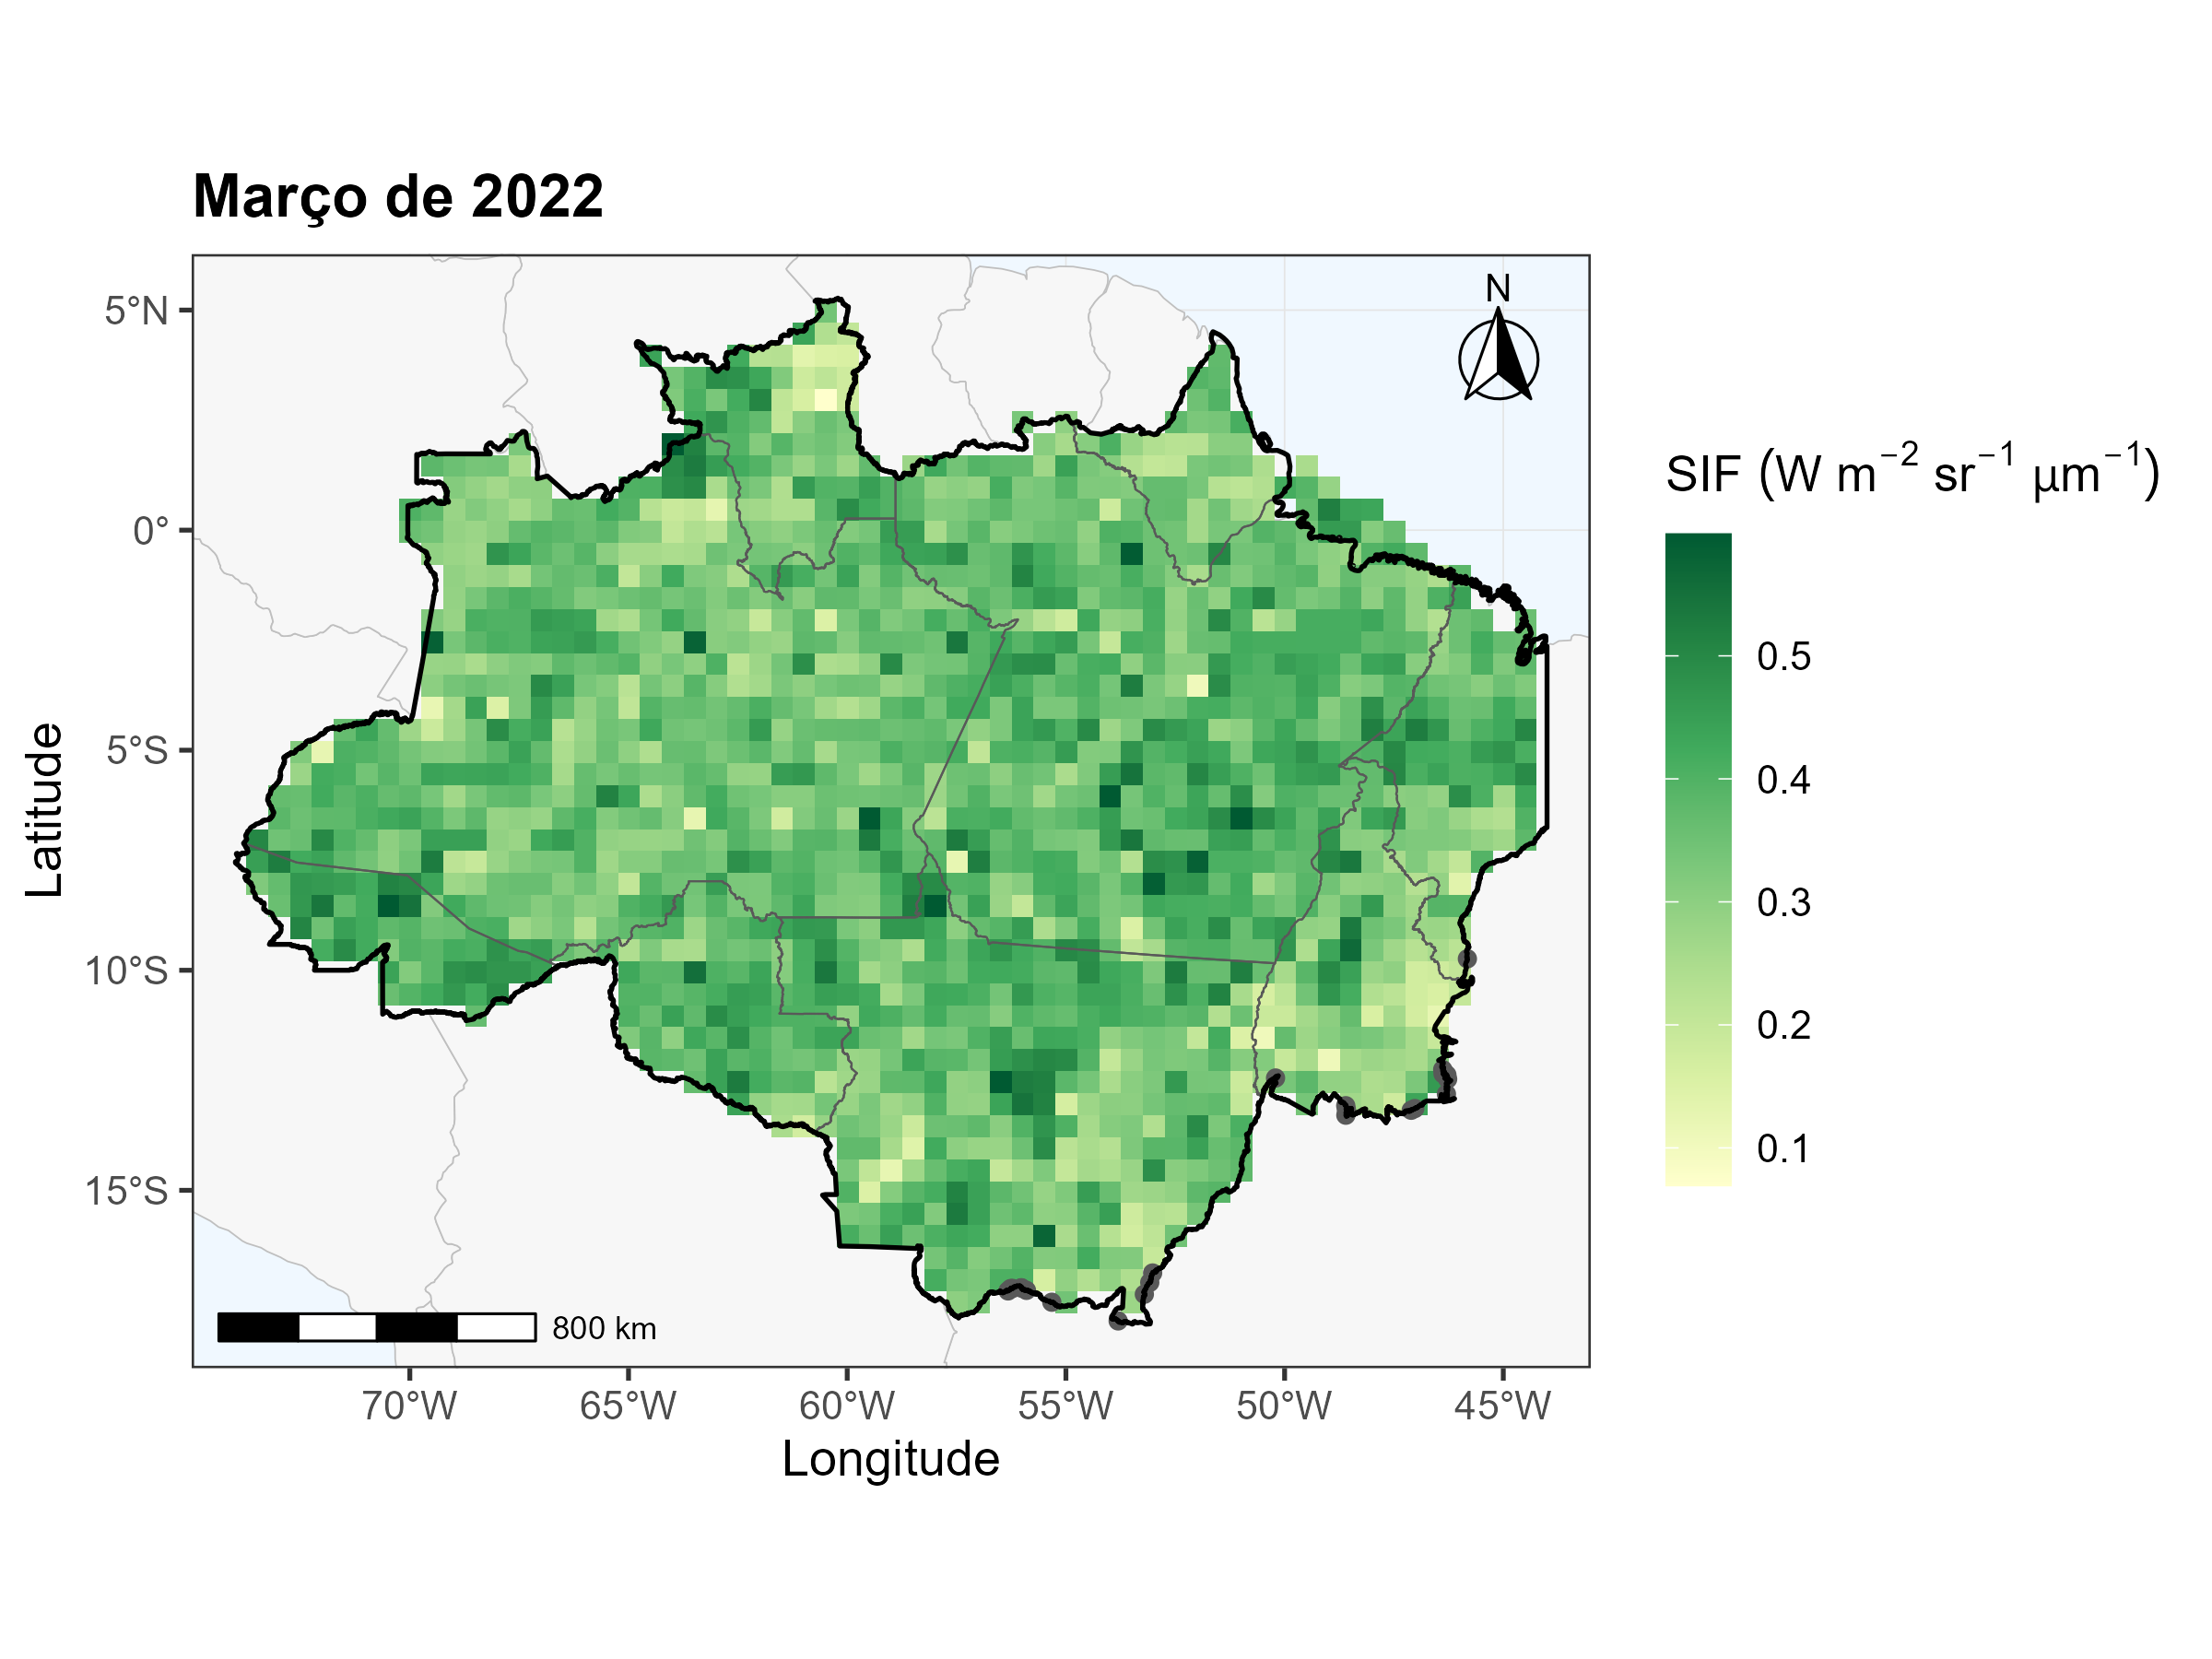 Março de 2022
N
5°N
0°
5°S
10°S
15°S
Latitude
800 km
70°W 65°W 60°W 55°W 50°W 45°W
Longitude
SIF (W m⁻² sr⁻¹ μm⁻¹)
0.5
0.4
0.3
0.2
0.1